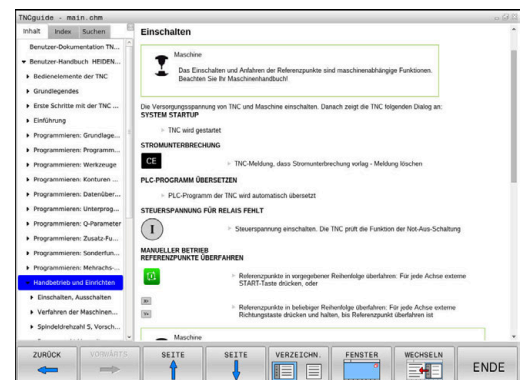 TNCguide - main.chm
Inhalt Index Suchen
Benutzer-Dokumentation TN...
Benutzer-Handbuch HEIDEN...
Bedienelemente der TNC
Grundlegendes
Erste Schritte mit der TNC ...
Einführung
Programmieren: Grundlage...
Programmieren: Programm...
Programmieren: Werkzeuge
Programmieren: Konturen ...
Programmieren: Datenüber...
Programmieren: Unterprog...
Programmieren: Q-Parameter
Programmieren: Zusatz-Fu...
Programmieren: Sonderfun...
Programmieren: Mehrachs-...
Handbetrieb und Einrichten
Einschalten, Ausschalten
Verfahren der Maschinen...
Spindeldrehzahl S, Vorsch...
Einschalten
Maschine
Das Einschalten und Anfahren der Referenzpunkte sind maschinenabhängige Funktionen.
Beachten Sie Ihr Maschinenhandbuch!
Die Versorgungsspannung von TNC und Maschine einschalten. Danach zeigt die TNC folgenden Dialog an:
SYSTEM STARTUP
TNC wird gestartet
STROMUNTERBRECHUNG
CE
TNC-Meldung, dass Stromunterbrechung vorlag - Meldung löschen
PLC-PROGRAMM ÜBERSETZEN
PLC-Programm der TNC wird automatisch übersetzt
STEUERSPANNUNG FÜR RELAIS FEHLT
I
Steuerspannung einschalten. Die TNC prüft die Funktion der Not-Aus-Schaltung
MANUELLER BETRIEB
REFERENZPUNKTE ÜBERFAHREN
Referenzpunkte in vorgegebener Reihenfolge überfahren: Für jede Achse externe
START-Taste drücken, oder
X+
Y+
Referenzpunkte in beliebiger Reihenfolge überfahren: Für jede Achse externe
Richtungstaste drücken und halten, bis Referenzpunkt überfahren ist
Maschine
ZURÜCK VORWÄRTS SEITE SEITE VERZEICHN. FENSTER WECHSELN ENDE